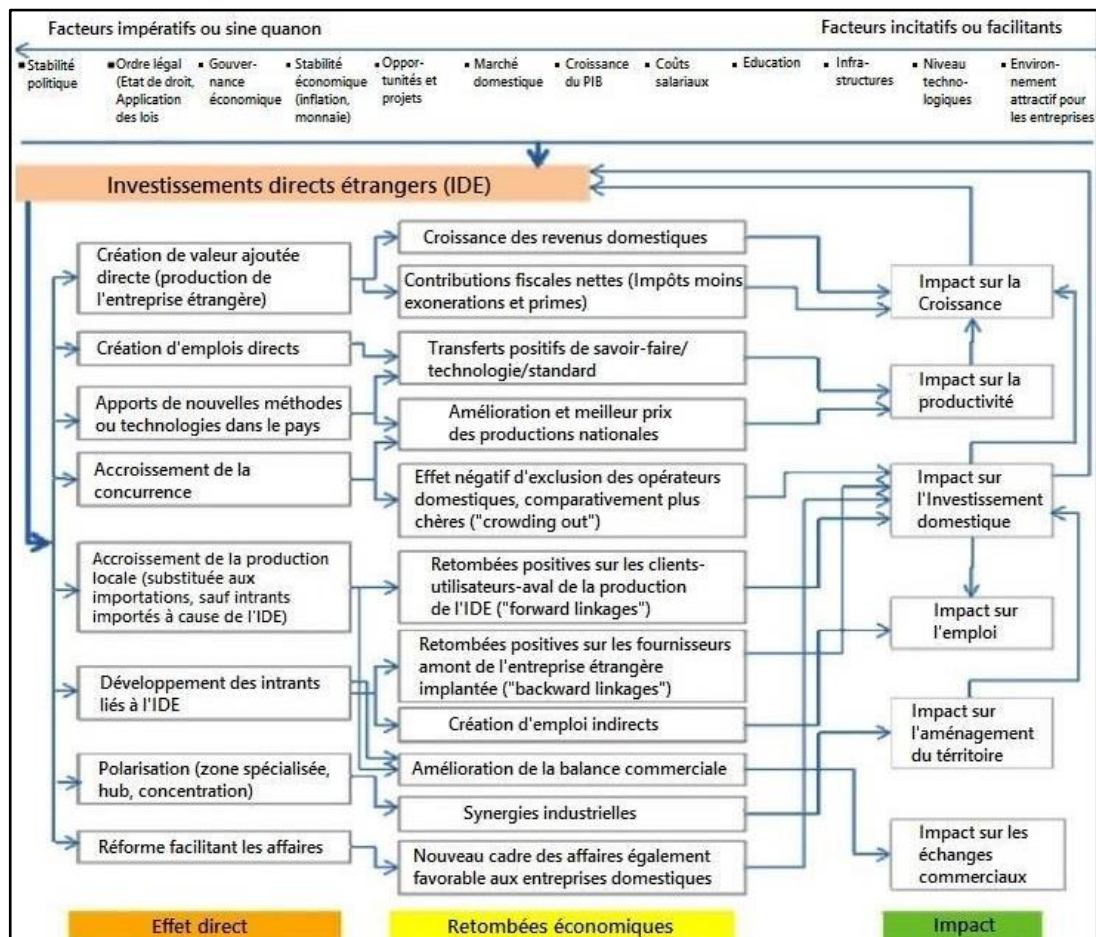 Facteurs impératifs ou sine quanon
Facteurs incitatifs ou facilitants
▪Stabilité
politique
▪Ordre légal
(Etat de droit,
Application
des lois
▪ Gouver-
nance
économique
▪ Stabilité
économique
(inflation,
monnaie)
▪ Oppor-
tunités et
projets
▪ Marché
domestique
▪ Croissance
du PIB
▪ Coûts
salariaux
▪ Education
▪ Infra-
structures
▪ Niveau
techno-
logiques
▪ Environ-
nement
attractif pour
les entreprises
Investissements directs étrangers (IDE)
Création de valeur ajoutée
directe (production de
l'entreprise étrangère)
Création d'emplois directs
Apports de nouvelles méthodes
ou technologies dans le pays
Accroissement de la
concurrence
Accroissement de la production
locale (substituée aux
importations, sauf intrants
importés à cause de l'IDE)
Développement des intrants
liés à l'IDE
Polarisation (zone spécialisée,
hub, concentration)
Réforme facilitant les affaires
Croissance des revenus domestiques
Contributions fiscales nettes (Impôts moins
exonerations et primes)
Transferts positifs de savoir-faire/
technologie/standard
Amélioration et meilleur prix
des productions nationales
Effet négatif d'exclusion des opérateurs
domestiques, comparativement plus
chères ("crowding out")
Retombées positives sur les clients-
utilisateurs-aval de la production
de l'IDE ("forward linkages")
Retombées positives sur les fournisseurs
amont de l'entreprise étrangère
implantée ("backward linkages")
Création d'emploi indirects
Amélioration de la balance commerciale
Synergies industrielles
Nouveau cadre des affaires également
favorable aux entreprises domestiques
Impact sur la
Croissance
Impact sur la
productivité
Impact sur
l'Investissement
domestique
Impact sur
l'emploi
Impact sur
l'aménagement
du térritoire
Impact sur les
échanges
commerciaux
Effet direct
Retombées économiques
Impact